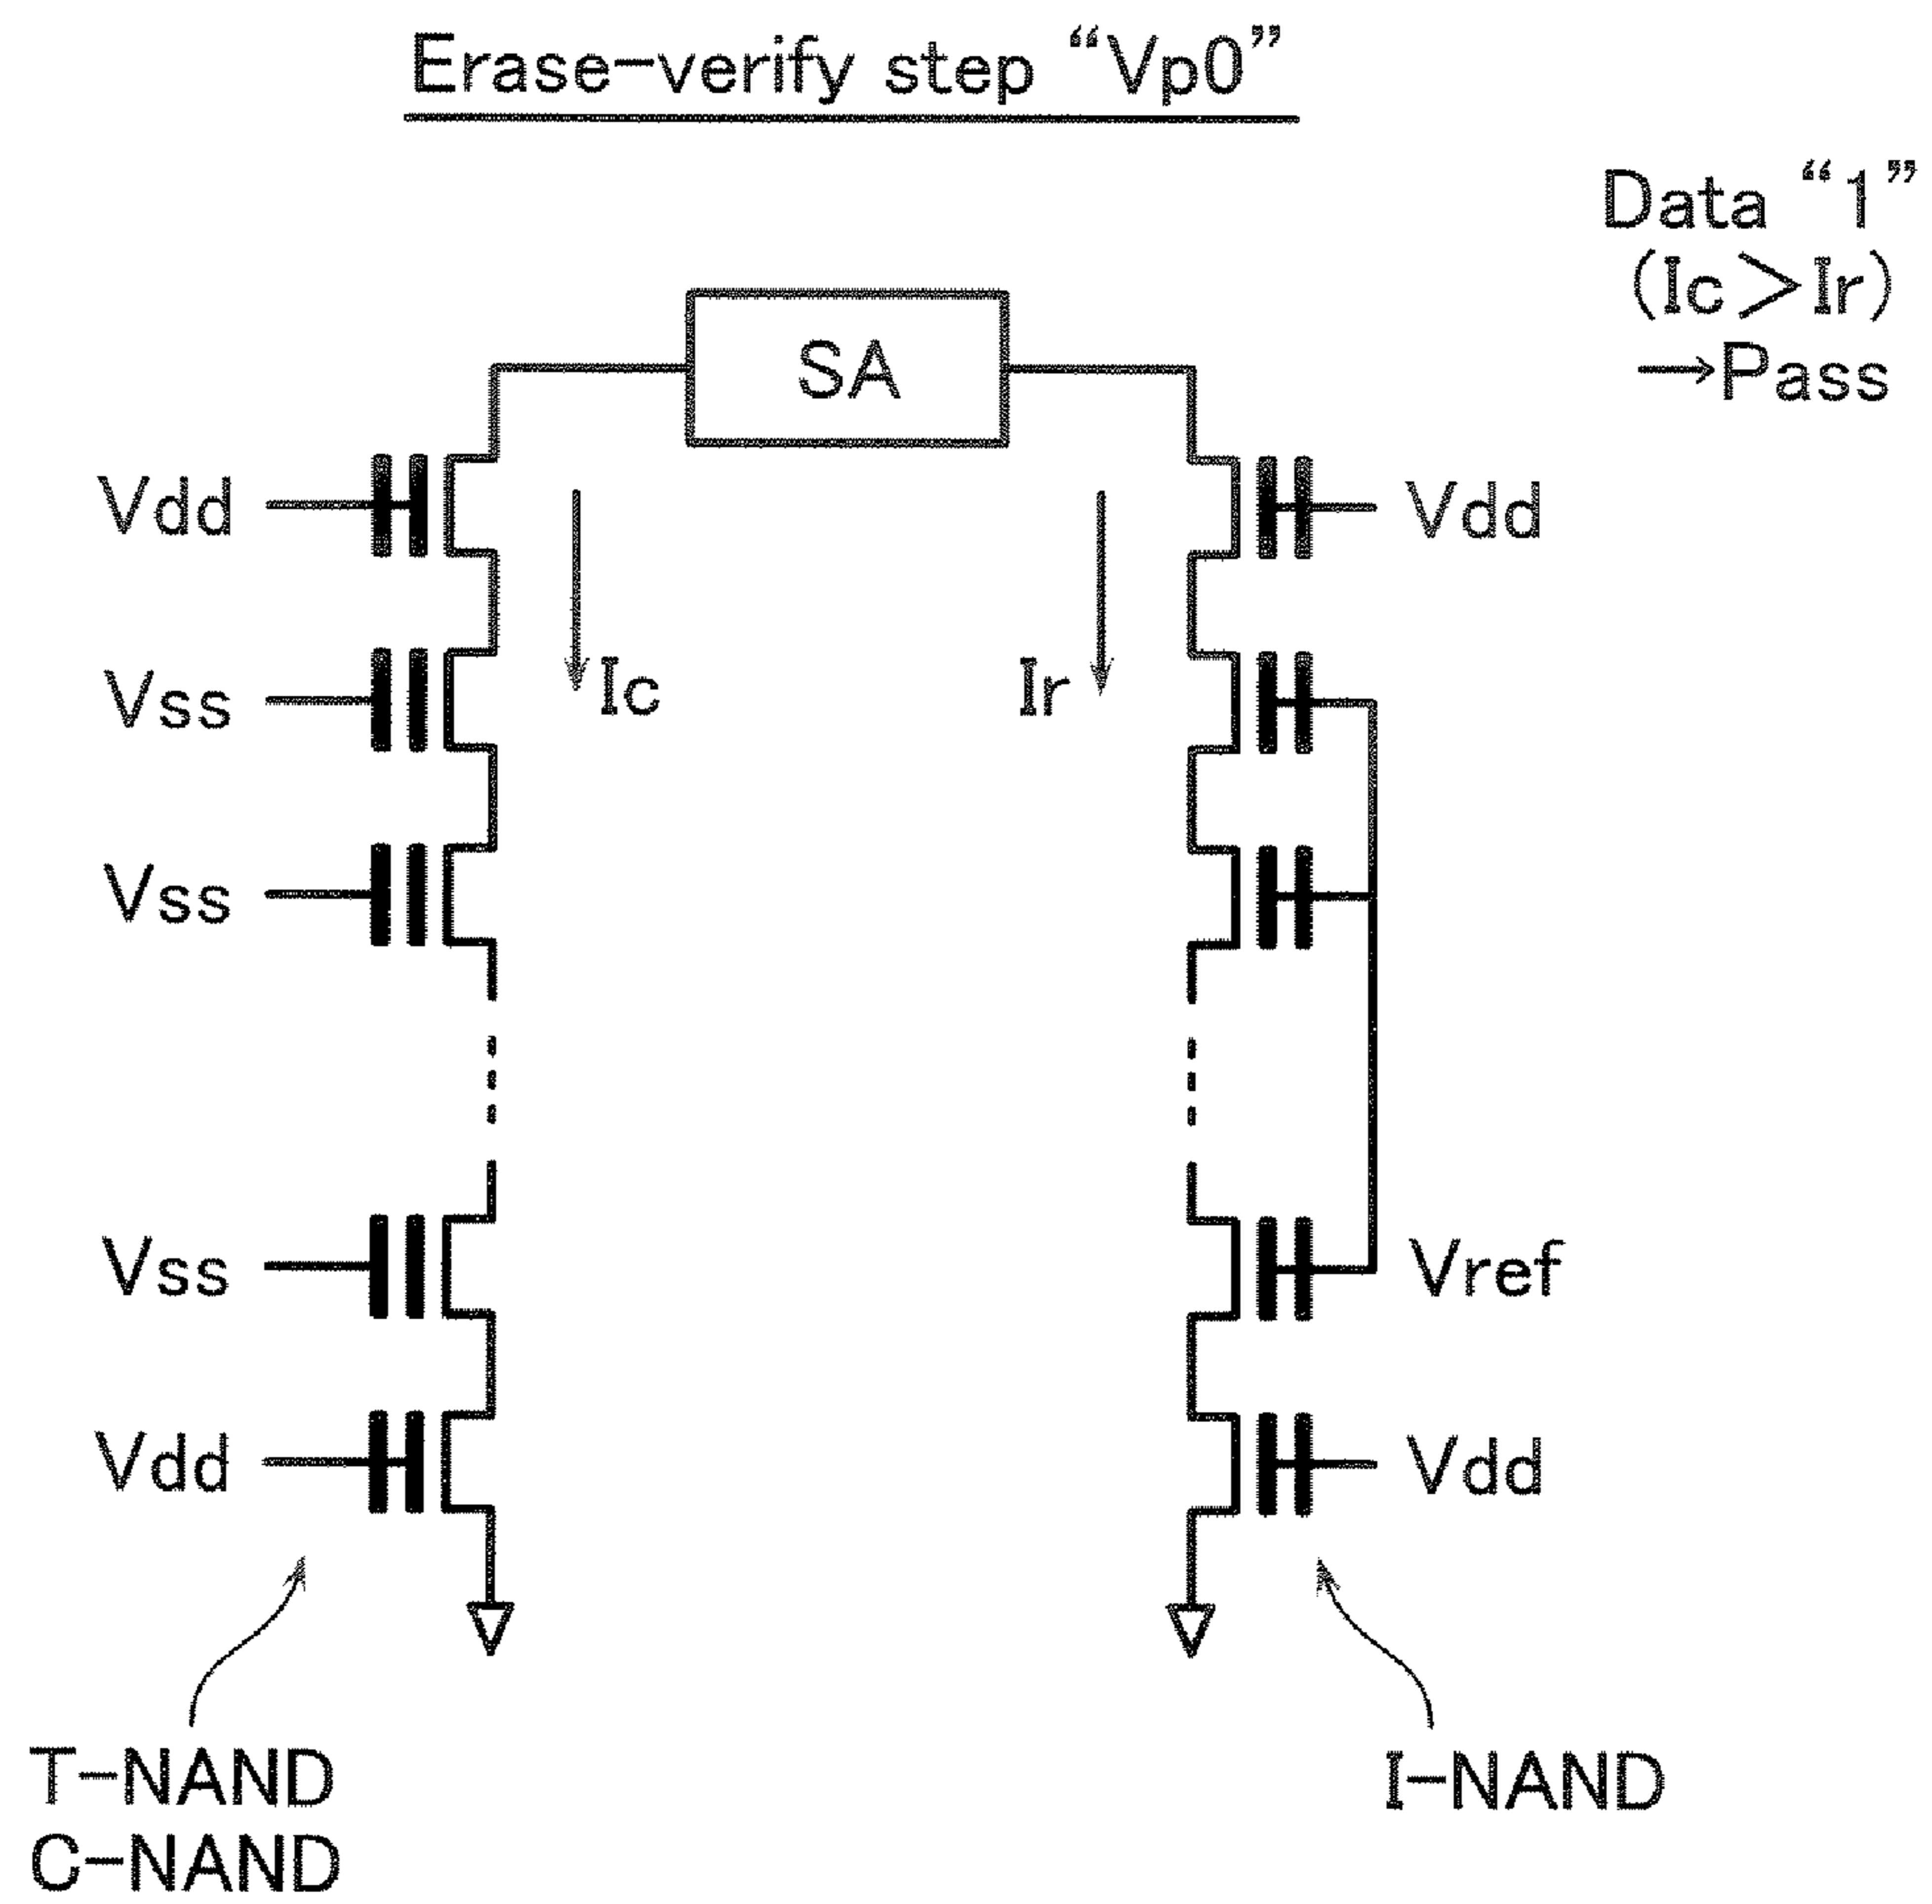 Erase-verify step “Vp0”
Data “1”
(Ic＞Ir)
→Pass
SA
Vdd
Vdd
Vss
Ic
Ir
Vss
Vss
Vref
Vdd
Vdd
T-NAND
C-NAND
I-NAND